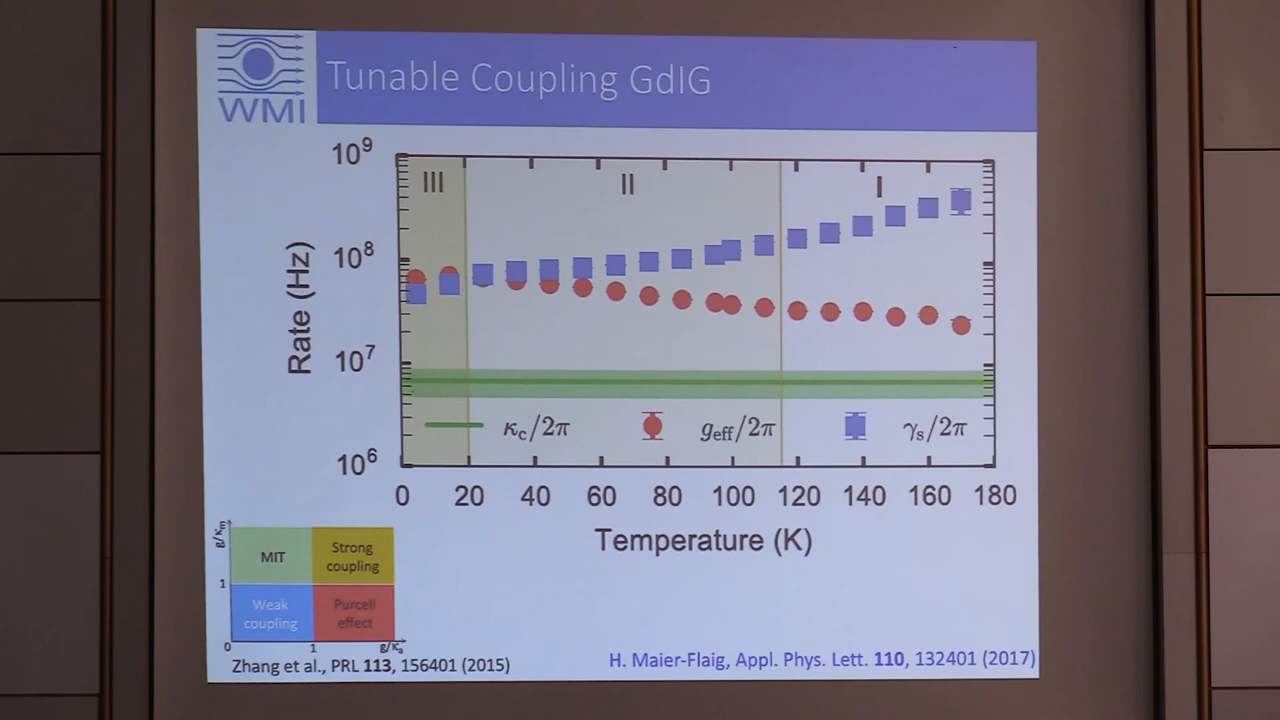 WMI
Tunable Coupling GdIG
10⁹
10⁸
10⁷
10⁶
Rate (Hz)
III
II
I
κc/2π
geff/2π
γs/2π
0 20 40 60 80 100 120 140 160 180
Temperature (K)
g/κm
MIT
Strong
coupling
1
Weak
coupling
Purcell
effect
0
1
g/κa
Zhang et al., PRL 113, 156401 (2015)
H. Maier-Flaig, Appl. Phys. Lett. 110, 132401 (2017)